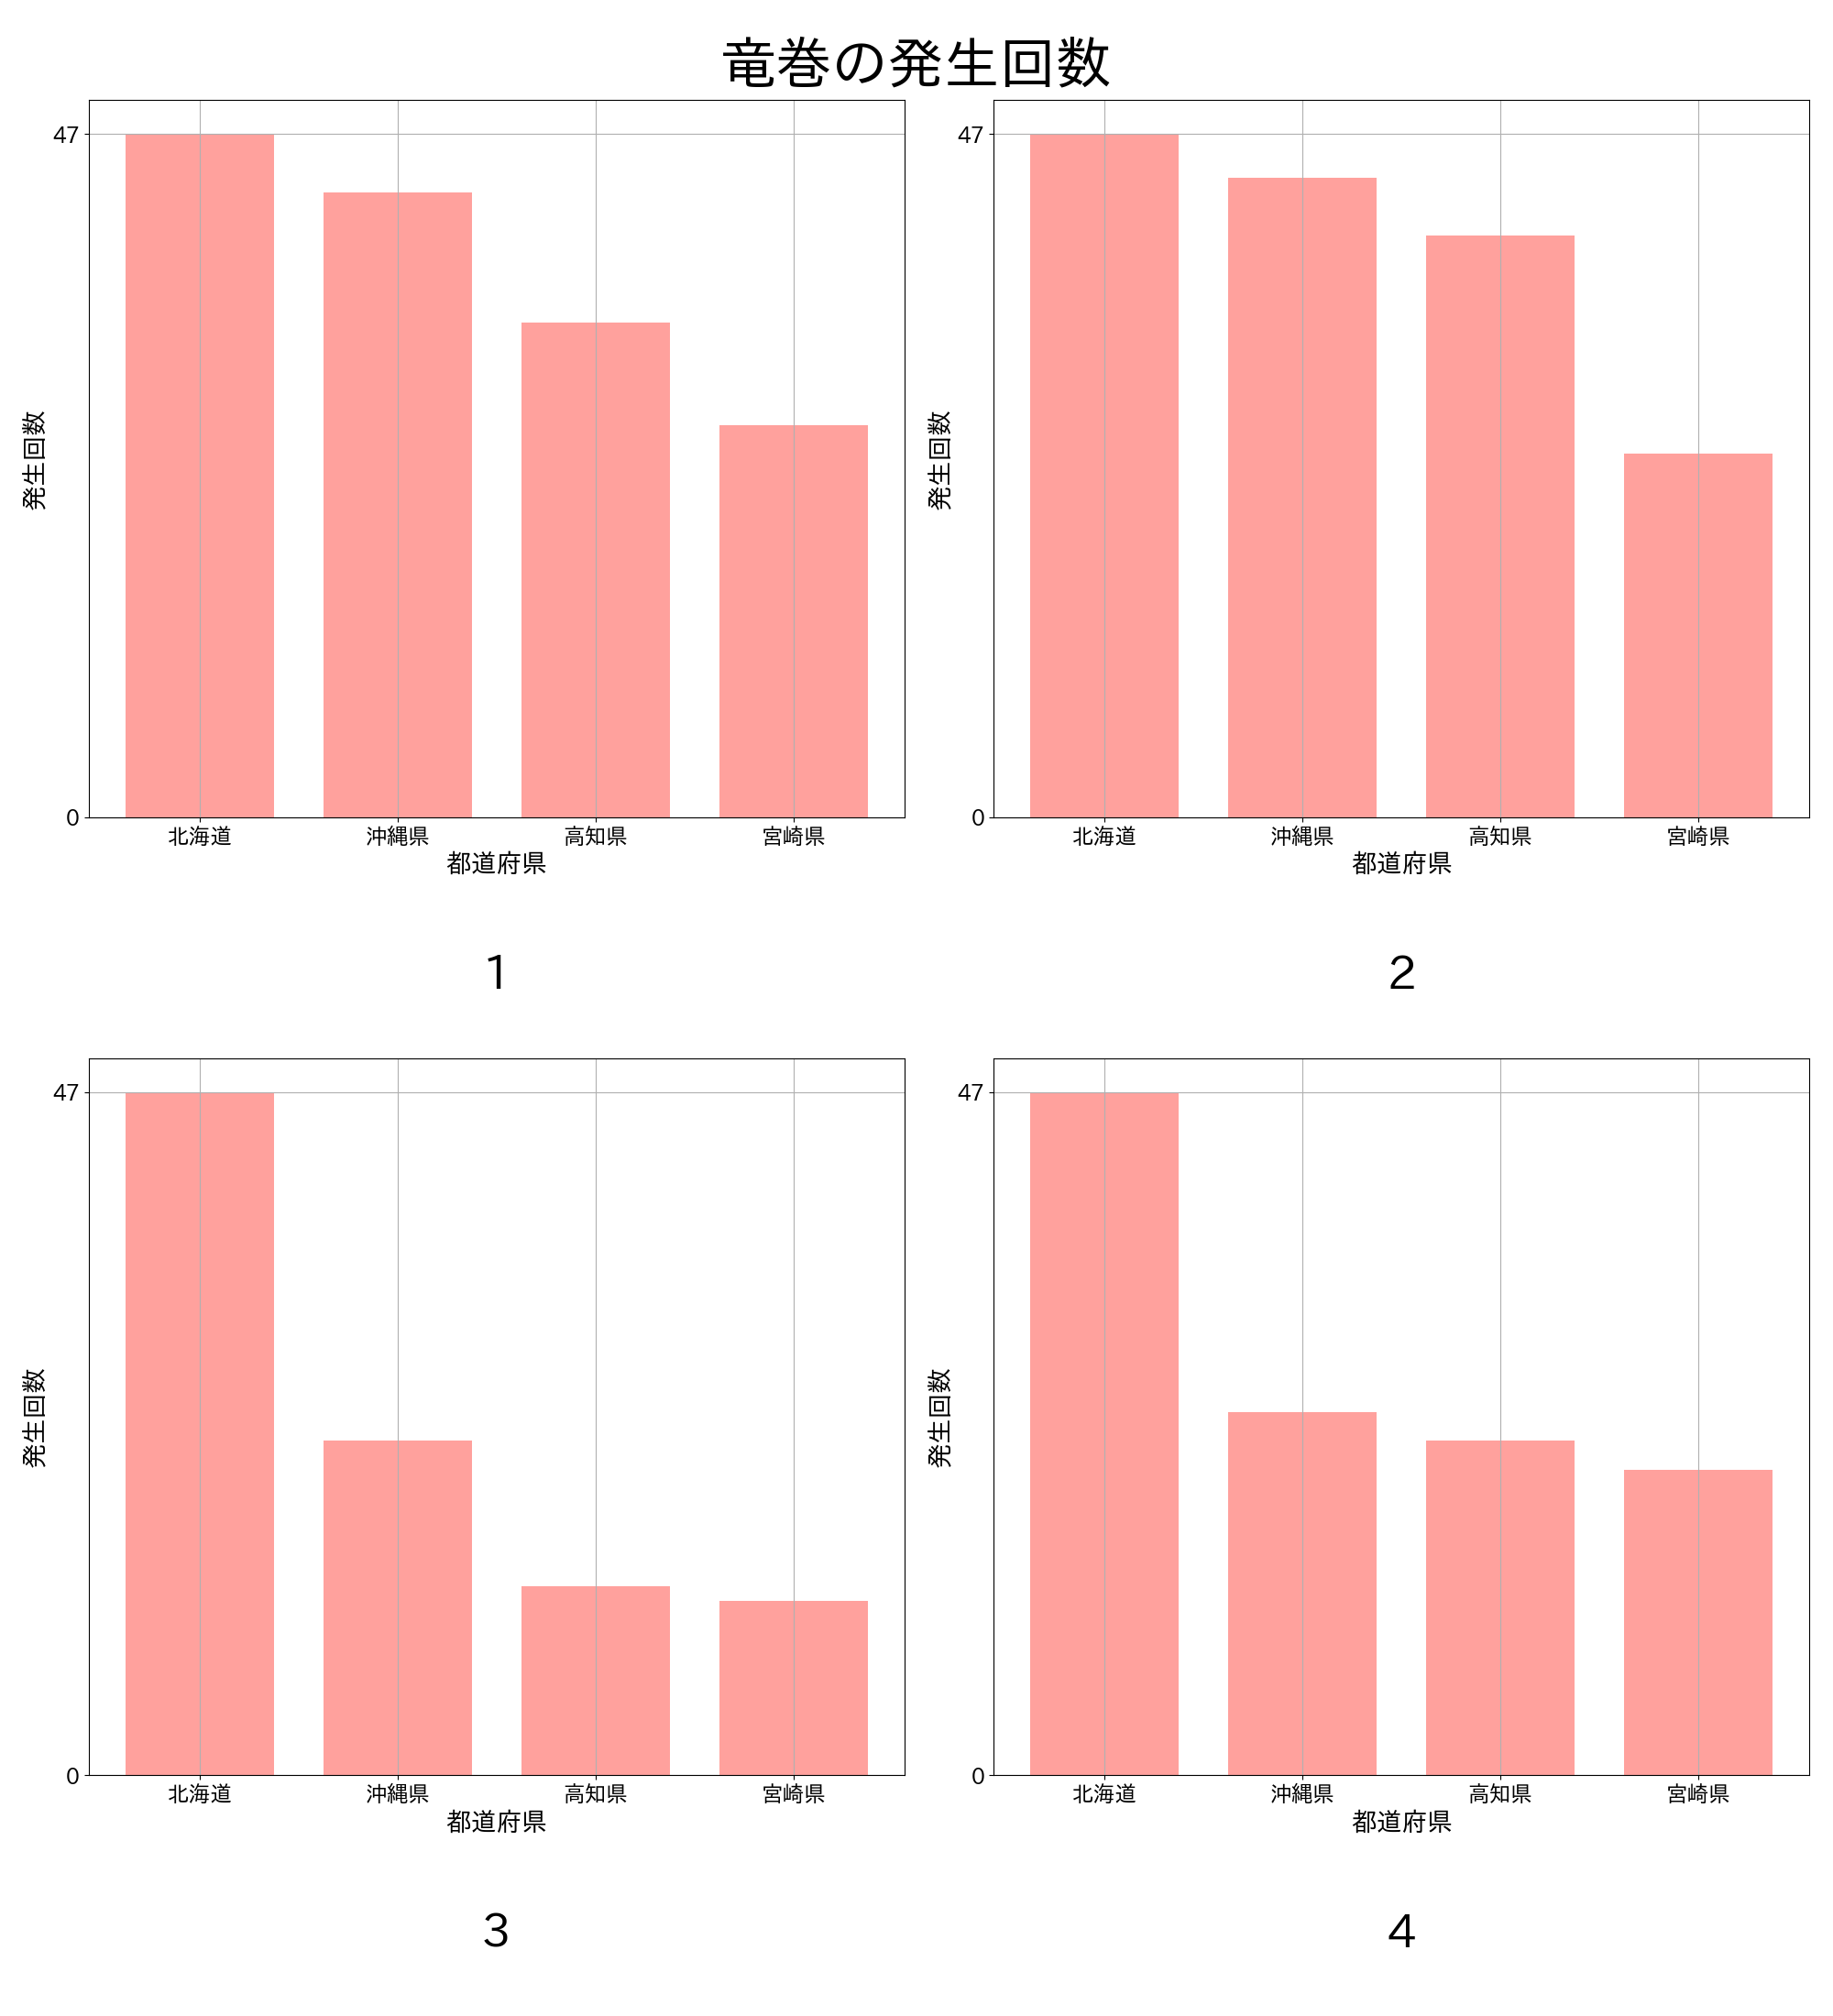 竜巻の発生回数
47
0
発生回数
北海道 沖縄県 高知県 宮崎県
都道府県
1
47
0
発生回数
北海道 沖縄県 高知県 宮崎県
都道府県
2
47
0
発生回数
北海道 沖縄県 高知県 宮崎県
都道府県
3
47
0
発生回数
北海道 沖縄県 高知県 宮崎県
都道府県
4